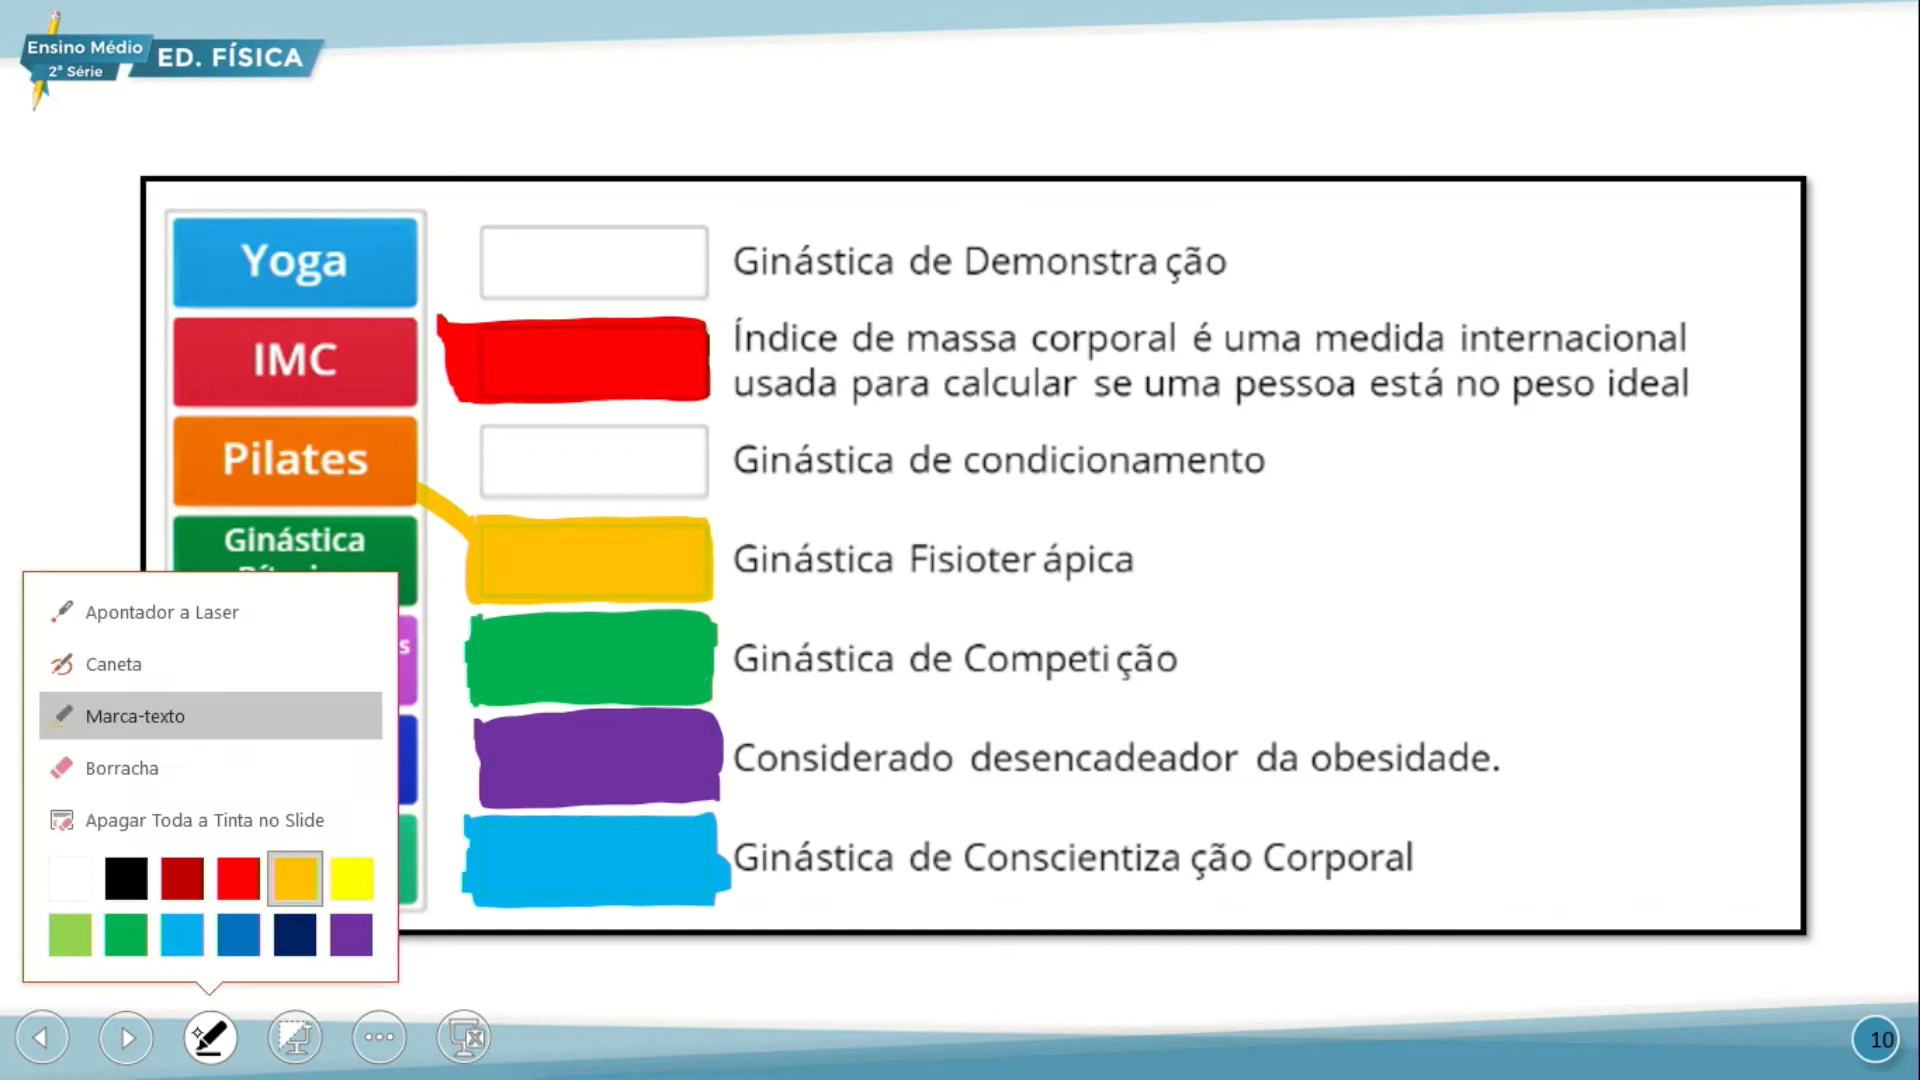 Ensino Médio
2ª Série
ED. FÍSICA
Yoga
Ginástica de Demonstração
IMC
Índice de massa corporal é uma medida internacional
usada para calcular se uma pessoa está no peso ideal
Pilates
Ginástica de condicionamento
Ginástica
Ginástica Fisioterápica
s
Ginástica de Competição
Considerado desencadeador da obesidade.
Ginástica de Conscientização Corporal
Apontador a Laser
Caneta
Marca-texto
Borracha
Apagar Toda a Tinta no Slide
10